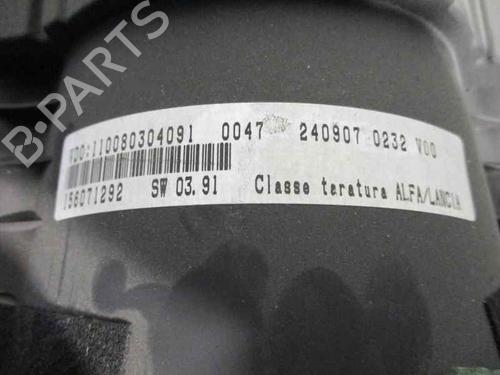 B-PARTS
VDO:110080304091 0047 240907 0232 V00
156071292 SW 03.91 Classe teratura ALFA/LANCIA